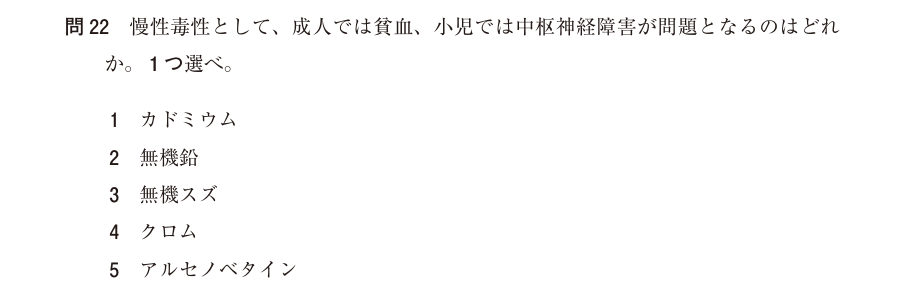 問 22 慢性毒性として、成人では貧血、小児では中枢神経障害が問題となるのはどれ
か。1つ選べ。
1 カドミウム
2 無機鉛
3 無機スズ
4 クロム
5 アルセノベタイン